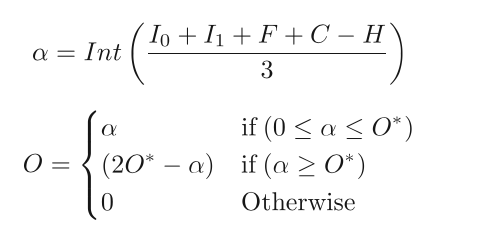 α = Int ( (I₀ + I₁ + F + C − H) / 3 )
O = { α if (0 ≤ α ≤ O*)
(2O* − α) if (α ≥ O*)
0 Otherwise